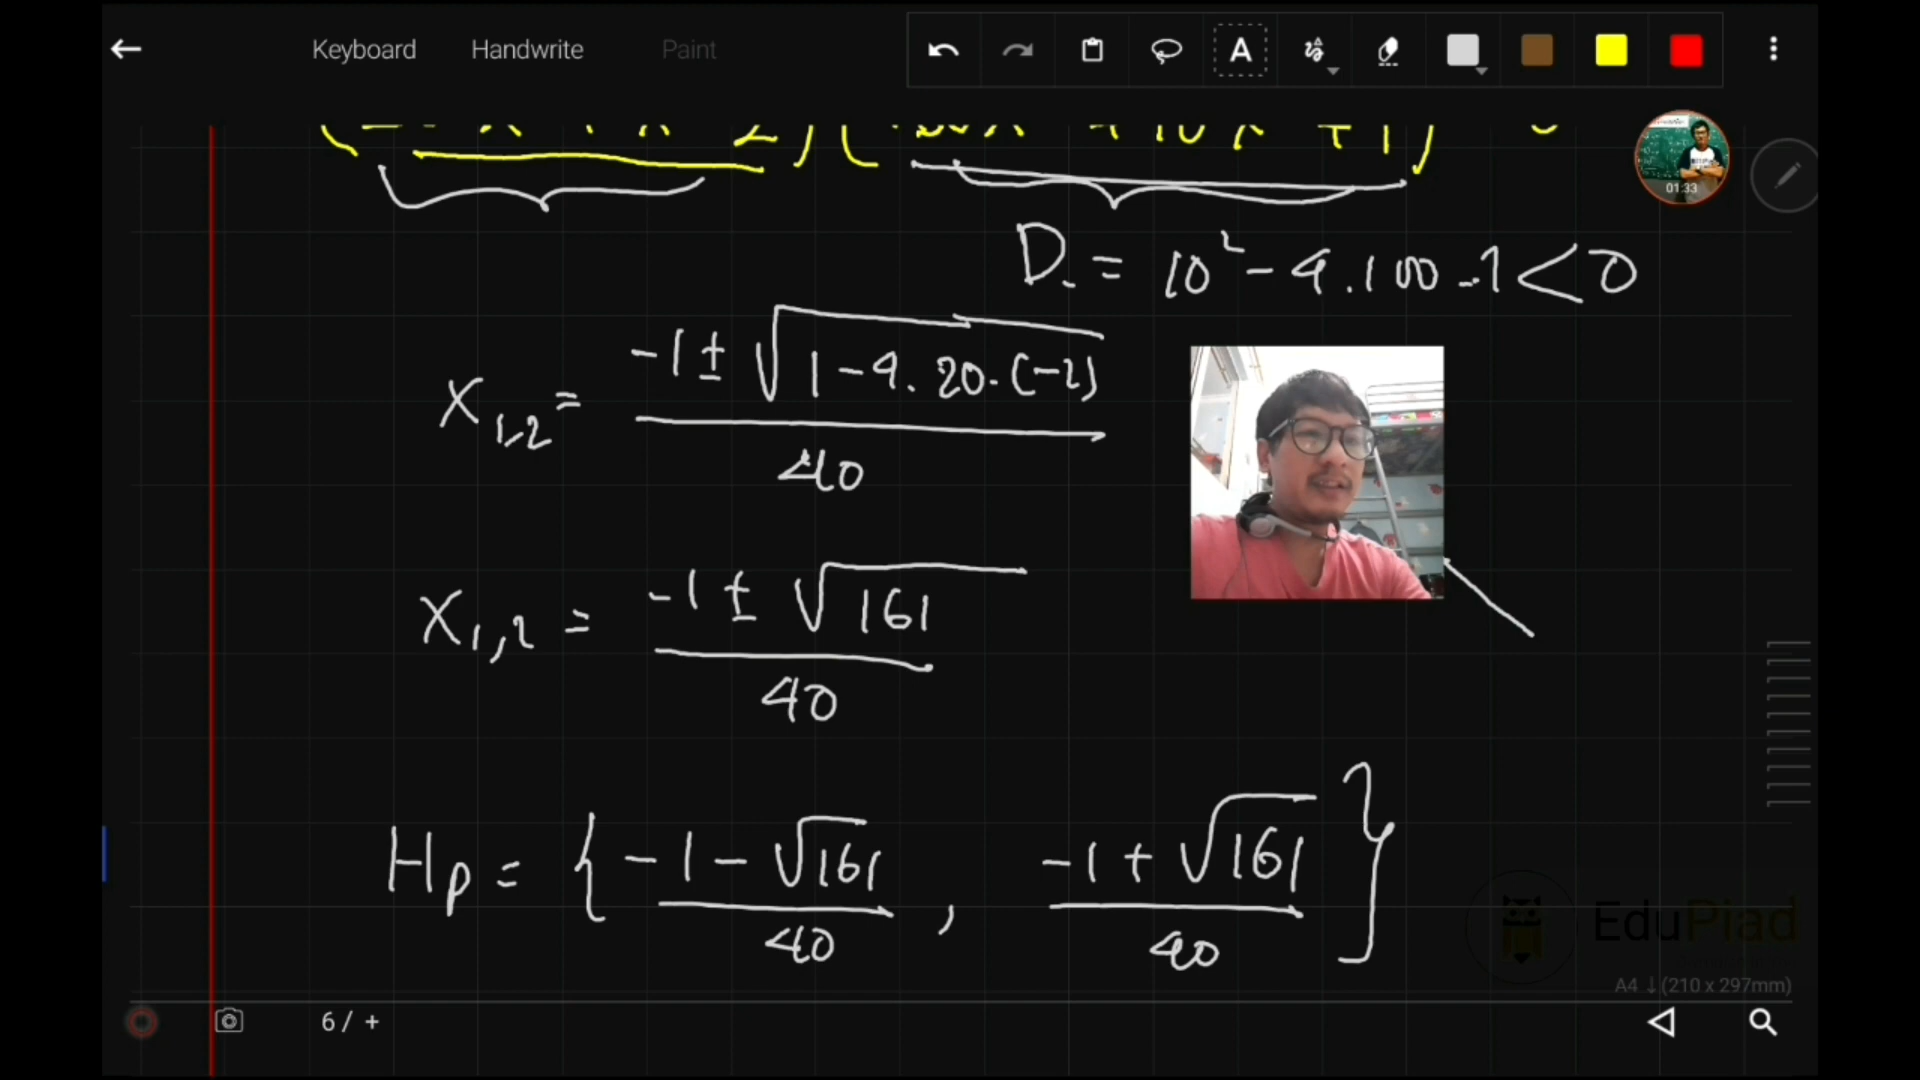 Keyboard Handwrite Paint A
01:33
D. = 10² - 4.100.1 < 0
X1,2 = -1 ± √1-4.20.(-2) / 40
X1,2 = -1 ± √161 / 40
Hp = { -1 - √161 / 40 , -1 + √161 / 40 }
EduPiad
A4 ↓ (210 x 297mm)
6 / +